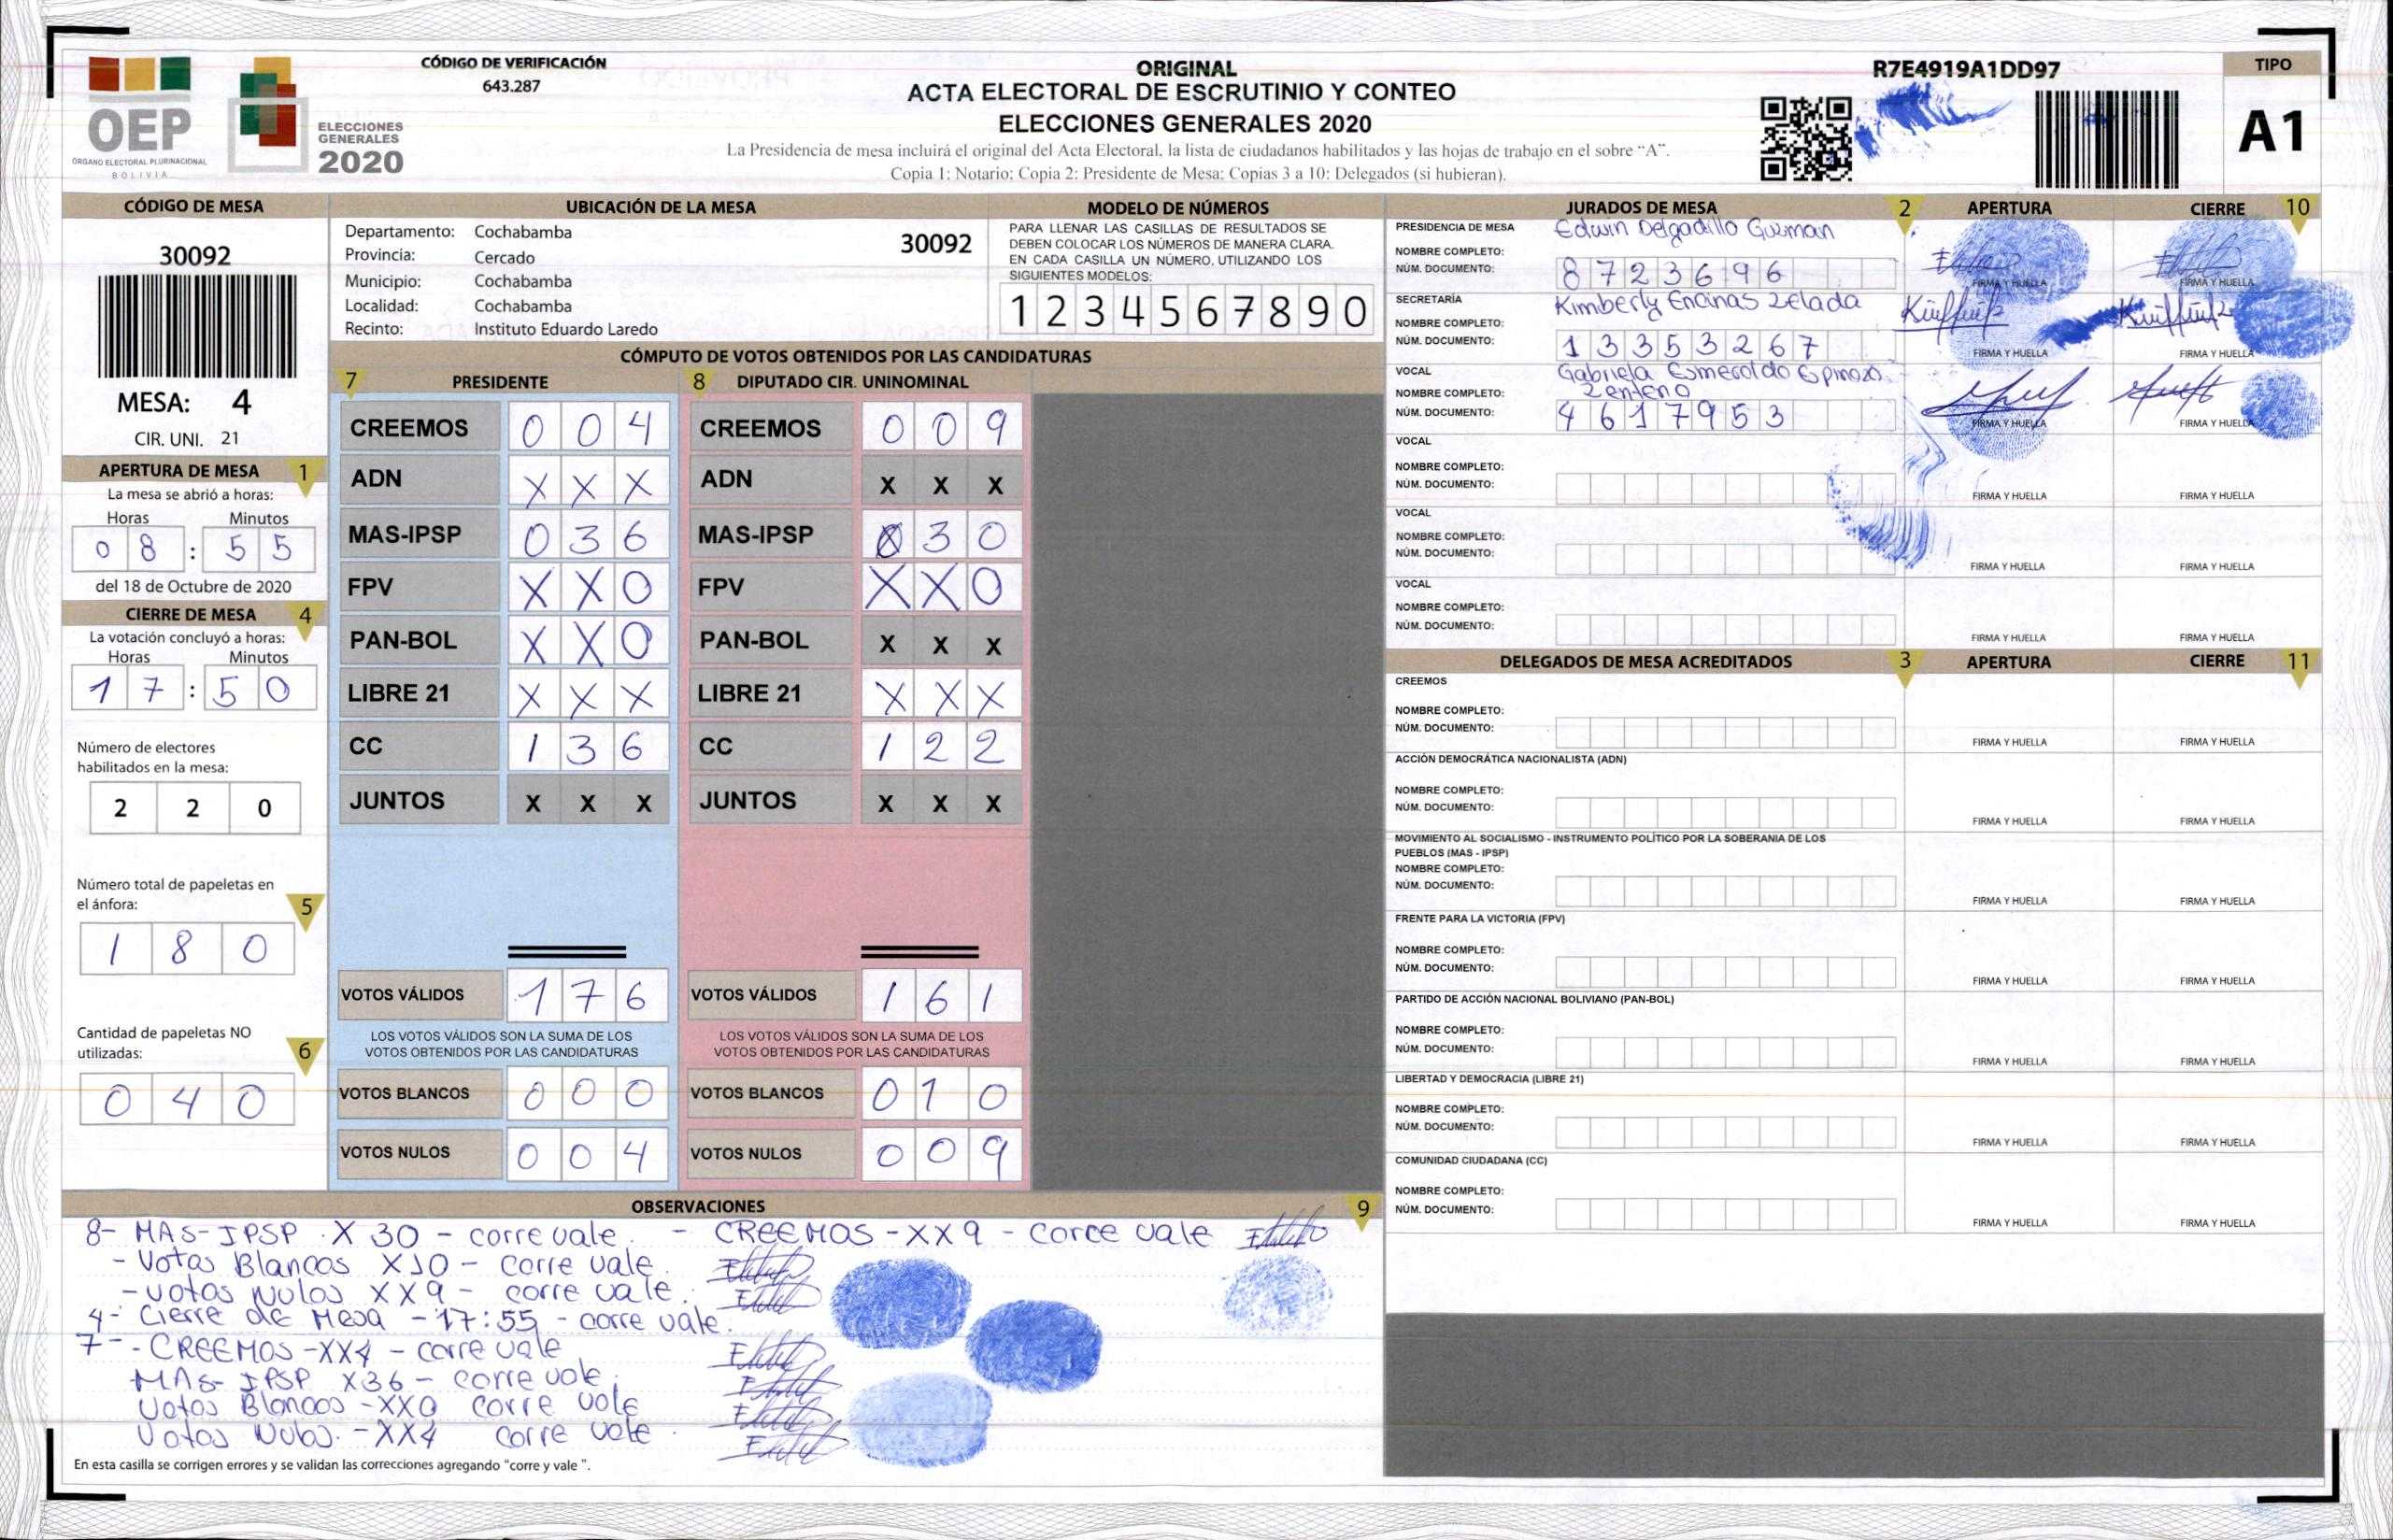 OEP
ÓRGANO ELECTORAL PLURINACIONAL
BOLIVIA
ELECCIONES
GENERALES
2020
CÓDIGO DE VERIFICACIÓN
643.287
ORIGINAL
ACTA ELECTORAL DE ESCRUTINIO Y CONTEO
ELECCIONES GENERALES 2020
La Presidencia de mesa incluirá el original del Acta Electoral, la lista de ciudadanos habilitados y las hojas de trabajo en el sobre “A”.
Copia 1: Notario; Copia 2: Presidente de Mesa; Copias 3 a 10: Delegados (si hubieran).
R7E4919A1DD97
TIPO
A1
CÓDIGO DE MESA
30092
MESA: 4
CIR. UNI. 21
APERTURA DE MESA 1
La mesa se abrió a horas:
Horas Minutos
0 8 : 5 5
del 18 de Octubre de 2020
CIERRE DE MESA 4
La votación concluyó a horas:
Horas Minutos
1 7 : 5 0
Número de electores
habilitados en la mesa:
2 2 0
Número total de papeletas en
el ánfora: 5
1 8 0
Cantidad de papeletas NO
utilizadas: 6
0 4 0
UBICACIÓN DE LA MESA
Departamento: Cochabamba
30092
Provincia: Cercado
Municipio: Cochabamba
Localidad: Cochabamba
Recinto: Instituto Eduardo Laredo
MODELO DE NÚMEROS
PARA LLENAR LAS CASILLAS DE RESULTADOS SE
DEBEN COLOCAR LOS NÚMEROS DE MANERA CLARA.
EN CADA CASILLA UN NÚMERO, UTILIZANDO LOS
SIGUIENTES MODELOS:
1 2 3 4 5 6 7 8 9 0
CÓMPUTO DE VOTOS OBTENIDOS POR LAS CANDIDATURAS
7 PRESIDENTE
CREEMOS 0 0 4
ADN X X X
MAS-IPSP 0 3 6
FPV X X 0
PAN-BOL X X 0
LIBRE 21 X X X
CC 1 3 6
JUNTOS X X X
VOTOS VÁLIDOS 1 7 6
LOS VOTOS VÁLIDOS SON LA SUMA DE LOS
VOTOS OBTENIDOS POR LAS CANDIDATURAS
VOTOS BLANCOS 0 0 0
VOTOS NULOS 0 0 4
8 DIPUTADO CIR. UNINOMINAL
CREEMOS 0 0 9
ADN X X X
MAS-IPSP 0 3 0
FPV X X 0
PAN-BOL X X X
LIBRE 21 X X X
CC 1 2 2
JUNTOS X X X
VOTOS VÁLIDOS 1 6 1
LOS VOTOS VÁLIDOS SON LA SUMA DE LOS
VOTOS OBTENIDOS POR LAS CANDIDATURAS
VOTOS BLANCOS 0 1 0
VOTOS NULOS 0 0 9
OBSERVACIONES 9
8- MAS-IPSP X 30 - corre vale. - CREEMOS - XX9 - corre vale
- Votos Blancos X10 - corre vale.
- votos Nulos XX9 - corre vale.
4- Cierre de Mesa - 17:55 - corre vale.
7- - CREEMOS - XX4 - corre vale
MAS-IPSP X36 - corre vale.
Votos Blancos - XX0 corre vale
Votos Nulos. - XX4 corre vale.
En esta casilla se corrigen errores y se validan las correcciones agregando “corre y vale ”.
JURADOS DE MESA 2 APERTURA CIERRE 10
PRESIDENCIA DE MESA
Edwin Delgadillo Guzman
NOMBRE COMPLETO:
NÚM. DOCUMENTO: 8 7 2 3 6 9 6
FIRMA Y HUELLA FIRMA Y HUELLA
SECRETARÍA
Kimberly Encinas Zelada
NOMBRE COMPLETO:
NÚM. DOCUMENTO: 1 3 3 5 3 2 6 7
FIRMA Y HUELLA FIRMA Y HUELLA
VOCAL
Gabriela Esmeralda Espinoza
NOMBRE COMPLETO: Zenteno
NÚM. DOCUMENTO: 4 6 1 7 9 5 3
FIRMA Y HUELLA FIRMA Y HUELLA
VOCAL
NOMBRE COMPLETO:
NÚM. DOCUMENTO:
FIRMA Y HUELLA FIRMA Y HUELLA
VOCAL
NOMBRE COMPLETO:
NÚM. DOCUMENTO:
FIRMA Y HUELLA FIRMA Y HUELLA
VOCAL
NOMBRE COMPLETO:
NÚM. DOCUMENTO:
FIRMA Y HUELLA FIRMA Y HUELLA
DELEGADOS DE MESA ACREDITADOS 3 APERTURA CIERRE 11
CREEMOS
NOMBRE COMPLETO:
NÚM. DOCUMENTO:
FIRMA Y HUELLA FIRMA Y HUELLA
ACCIÓN DEMOCRÁTICA NACIONALISTA (ADN)
NOMBRE COMPLETO:
NÚM. DOCUMENTO:
FIRMA Y HUELLA FIRMA Y HUELLA
MOVIMIENTO AL SOCIALISMO - INSTRUMENTO POLÍTICO POR LA SOBERANIA DE LOS
PUEBLOS (MAS - IPSP)
NOMBRE COMPLETO:
NÚM. DOCUMENTO:
FIRMA Y HUELLA FIRMA Y HUELLA
FRENTE PARA LA VICTORIA (FPV)
NOMBRE COMPLETO:
NÚM. DOCUMENTO:
FIRMA Y HUELLA FIRMA Y HUELLA
PARTIDO DE ACCIÓN NACIONAL BOLIVIANO (PAN-BOL)
NOMBRE COMPLETO:
NÚM. DOCUMENTO:
FIRMA Y HUELLA FIRMA Y HUELLA
LIBERTAD Y DEMOCRACIA (LIBRE 21)
NOMBRE COMPLETO:
NÚM. DOCUMENTO:
FIRMA Y HUELLA FIRMA Y HUELLA
COMUNIDAD CIUDADANA (CC)
NOMBRE COMPLETO:
NÚM. DOCUMENTO:
FIRMA Y HUELLA FIRMA Y HUELLA